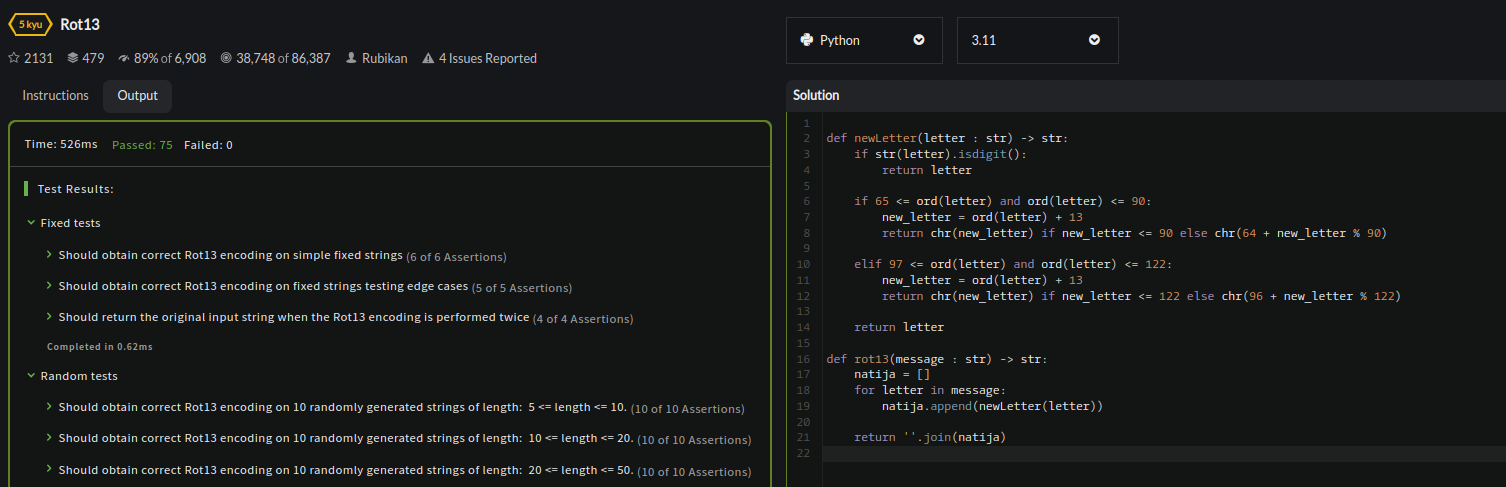 5 kyu Rot13
2131 479 89% of 6,908 38,748 of 86,387 Rubikan 4 Issues Reported
Instructions Output
Time: 526ms Passed: 75 Failed: 0
Test Results:
Fixed tests
Should obtain correct Rot13 encoding on simple fixed strings (6 of 6 Assertions)
Should obtain correct Rot13 encoding on fixed strings testing edge cases (5 of 5 Assertions)
Should return the original input string when the Rot13 encoding is performed twice (4 of 4 Assertions)
Completed in 0.62ms
Random tests
Should obtain correct Rot13 encoding on 10 randomly generated strings of length: 5 <= length <= 10. (10 of 10 Assertions)
Should obtain correct Rot13 encoding on 10 randomly generated strings of length: 10 <= length <= 20. (10 of 10 Assertions)
Should obtain correct Rot13 encoding on 10 randomly generated strings of length: 20 <= length <= 50. (10 of 10 Assertions)
Python 3.11
Solution
1
2 def newLetter(letter : str) -> str:
3     if str(letter).isdigit():
4         return letter
5
6     if 65 <= ord(letter) and ord(letter) <= 90:
7         new_letter = ord(letter) + 13
8         return chr(new_letter) if new_letter <= 90 else chr(64 + new_letter % 90)
9
10     elif 97 <= ord(letter) and ord(letter) <= 122:
11         new_letter = ord(letter) + 13
12         return chr(new_letter) if new_letter <= 122 else chr(96 + new_letter % 122)
13
14     return letter
15
16 def rot13(message : str) -> str:
17     natija = []
18     for letter in message:
19         natija.append(newLetter(letter))
20
21     return ''.join(natija)
22